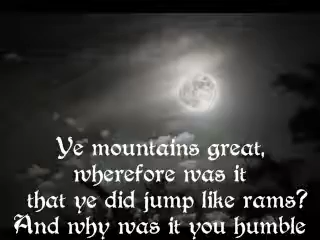 Ye mountains great,
wherefore was it
that ye did jump like rams?
And why was it you humble